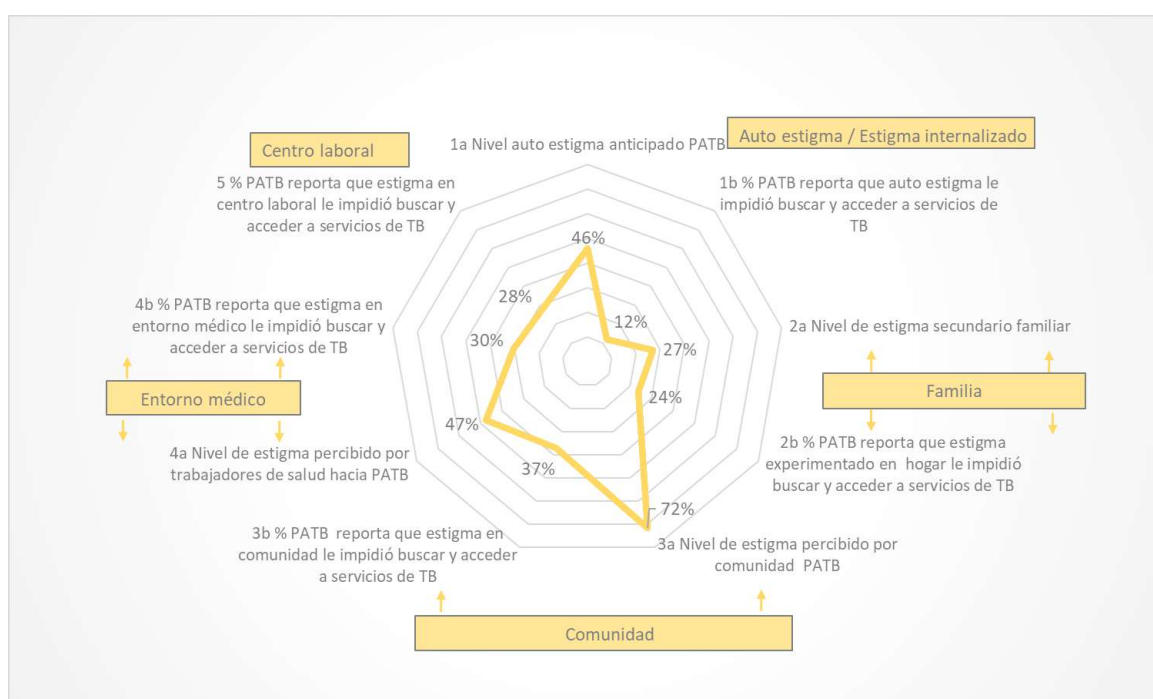 Centro laboral
Auto estigma / Estigma internalizado
1a Nivel auto estigma anticipado PATB
5 % PATB reporta que estigma en
centro laboral le impidió buscar y
acceder a servicios de TB
1b % PATB reporta que auto estigma le
impidió buscar y acceder a servicios de
TB
46%
28%
12%
4b % PATB reporta que estigma en
entorno médico le impidió buscar y
acceder a servicios de TB
30%
27%
2a Nivel de estigma secundario familiar
Entorno médico
24%
Familia
47%
4a Nivel de estigma percibido por
trabajadores de salud hacia PATB
37%
2b % PATB reporta que estigma
experimentado en hogar le impidió
buscar y acceder a servicios de TB
72%
3b % PATB reporta que estigma en
comunidad le impidió buscar y acceder
a servicios de TB
3a Nivel de estigma percibido por
comunidad PATB
Comunidad